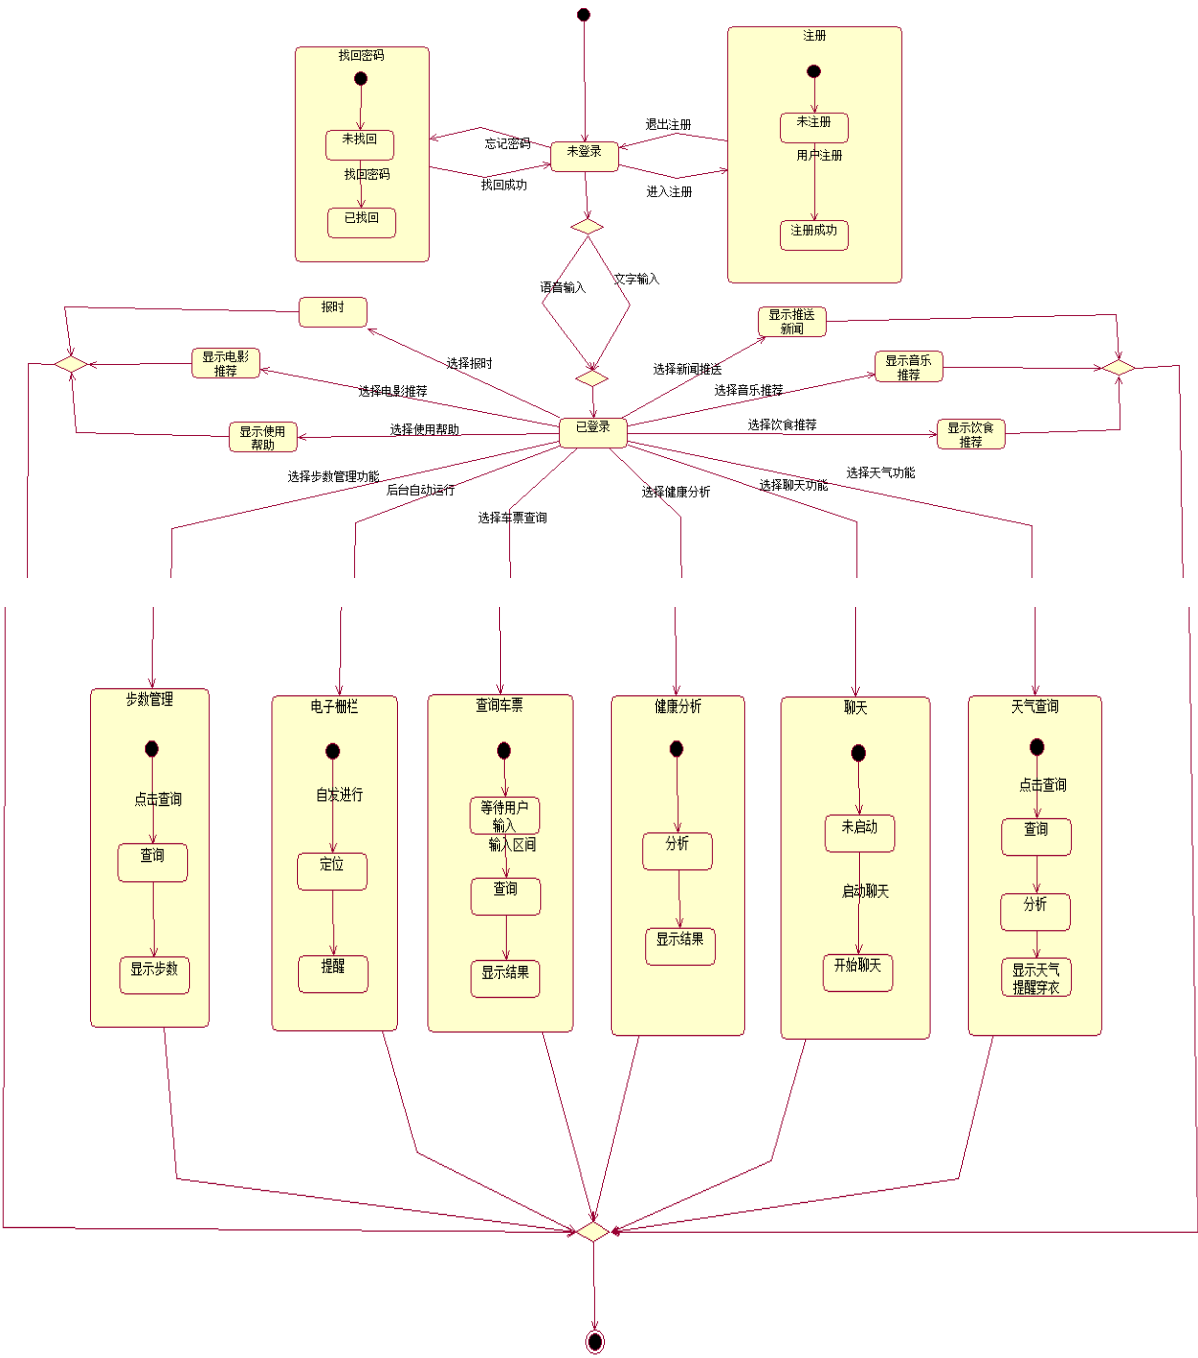 找回密码
注册
未找回
找回密码
已找回
忘记密码
找回成功
未登录
退出注册
进入注册
未注册
用户注册
注册成功
语音输入
文字输入
报时
显示电影
推荐
显示使用
帮助
选择报时
选择电影推荐
选择使用帮助
已登录
显示推送
新闻
显示音乐
推荐
显示饮食
推荐
选择新闻推送
选择音乐推荐
选择饮食推荐
选择步数管理功能
后台自动运行
选择车票查询
选择健康分析
选择聊天功能
选择天气功能
步数管理
点击查询
查询
显示步数
电子栅栏
自发进行
定位
提醒
查询车票
等待用户
输入
输入区间
查询
显示结果
健康分析
分析
显示结果
聊天
未启动
启动聊天
开始聊天
天气查询
点击查询
查询
分析
显示天气
提醒穿衣